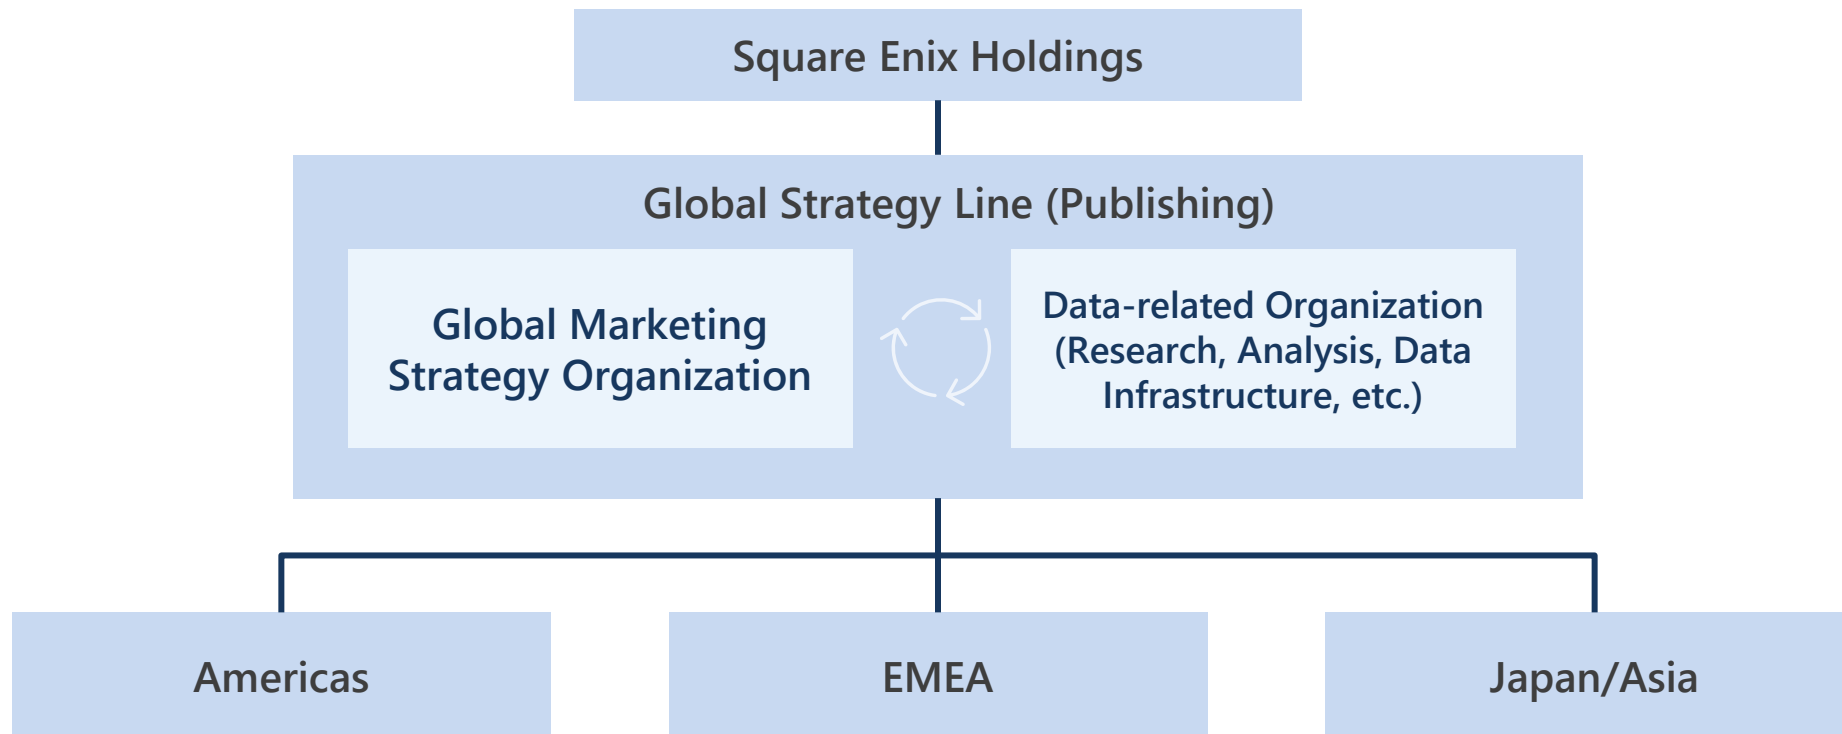 Square Enix Holdings
Global Strategy Line (Publishing)
Global Marketing
Strategy Organization
Data-related Organization
(Research, Analysis, Data
Infrastructure, etc.)
Americas
EMEA
Japan/Asia